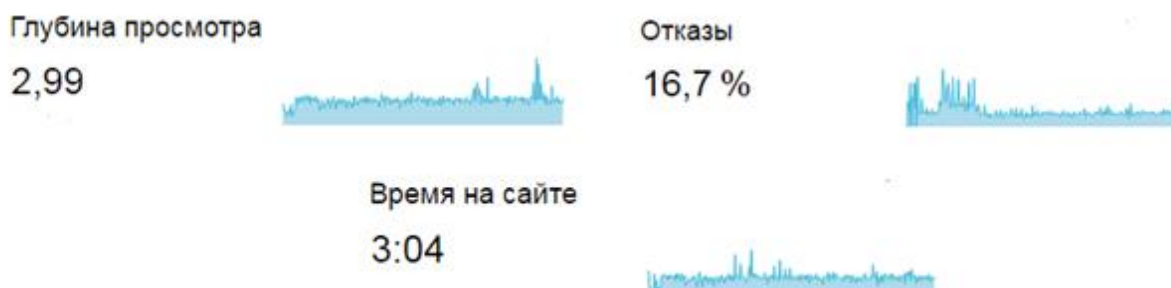 Глубина просмотра
2,99
Отказы
16,7 %
Время на сайте
3:04